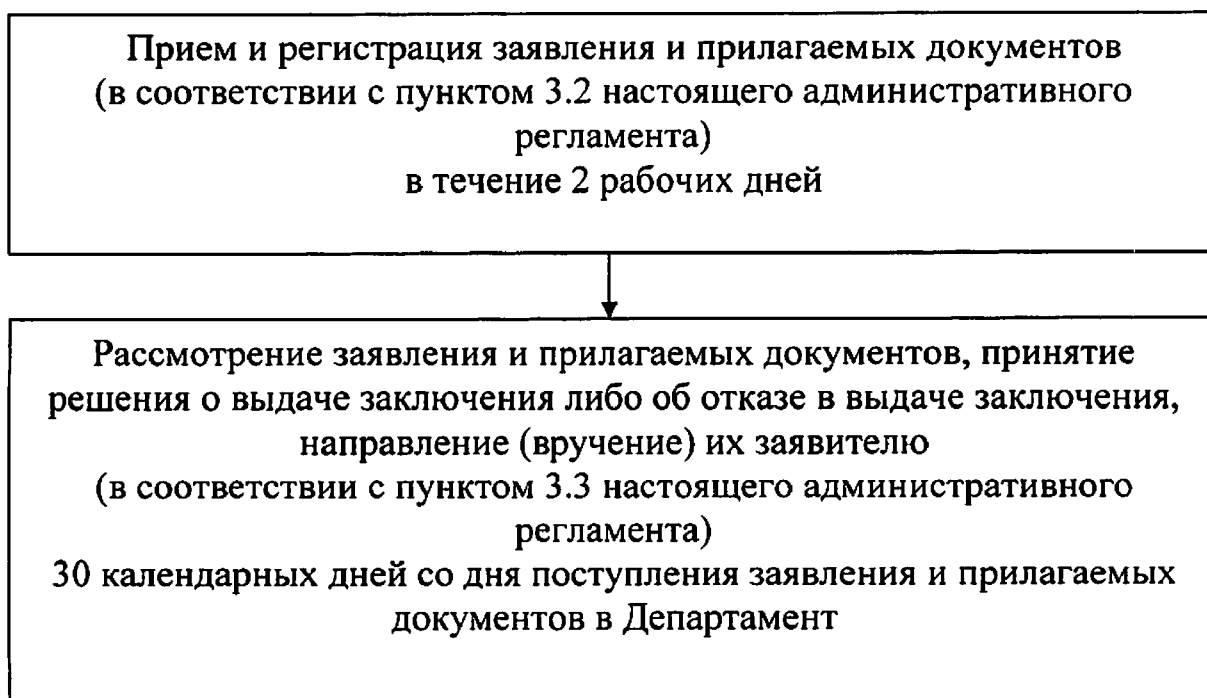 Прием и регистрация заявления и прилагаемых документов
(в соответствии с пунктом 3.2 настоящего административного
регламента)
в течение 2 рабочих дней
Рассмотрение заявления и прилагаемых документов, принятие
решения о выдаче заключения либо об отказе в выдаче заключения,
направление (вручение) их заявителю
(в соответствии с пунктом 3.3 настоящего административного
регламента)
30 календарных дней со дня поступления заявления и прилагаемых
документов в Департамент